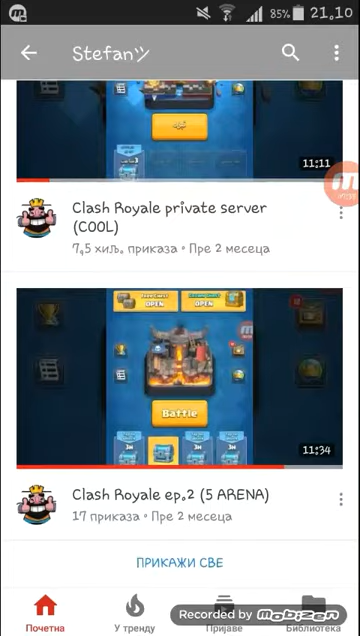 85% 21.10
Stefanツ
11:11
Clash Royale private server
(COOL)
7,5 хиљ. приказа • Пре 2 месеца
OPEN
OPEN
Battle
11:34
Clash Royale ep.2 (5 ARENA)
17 приказа • Пре 2 месеца
ПРИКАЖИ СВЕ
Почетна
У тренду
Пријаве
Библиотека
Recorded by Mobizen